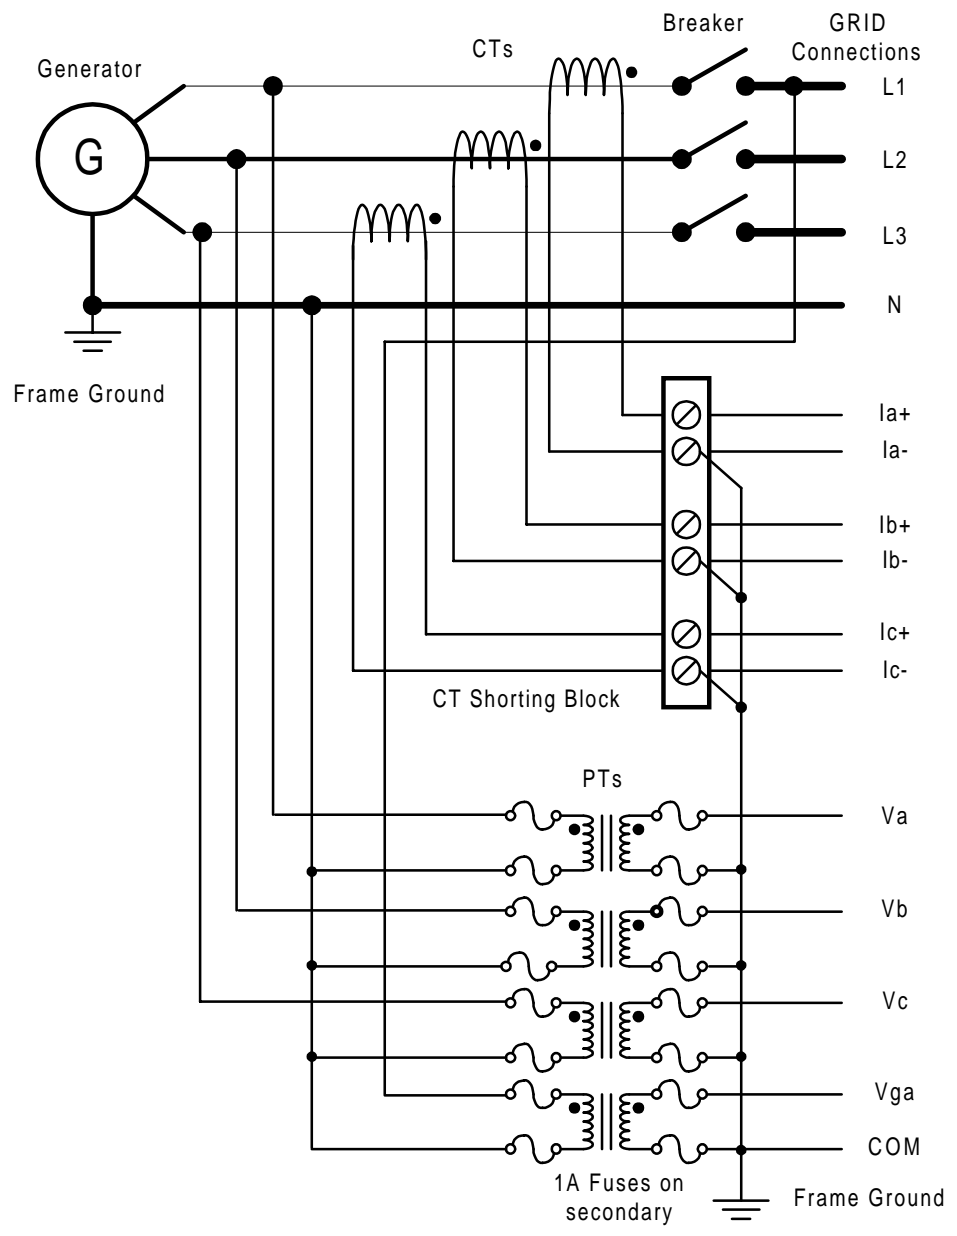 Breaker
GRID
Connections
CTs
Generator
L1
G
L2
L3
N
Frame Ground
Ia+
Ia-
Ib+
Ib-
Ic+
Ic-
CT Shorting Block
PTs
Va
Vb
Vc
Vga
COM
1A Fuses on
secondary
Frame Ground